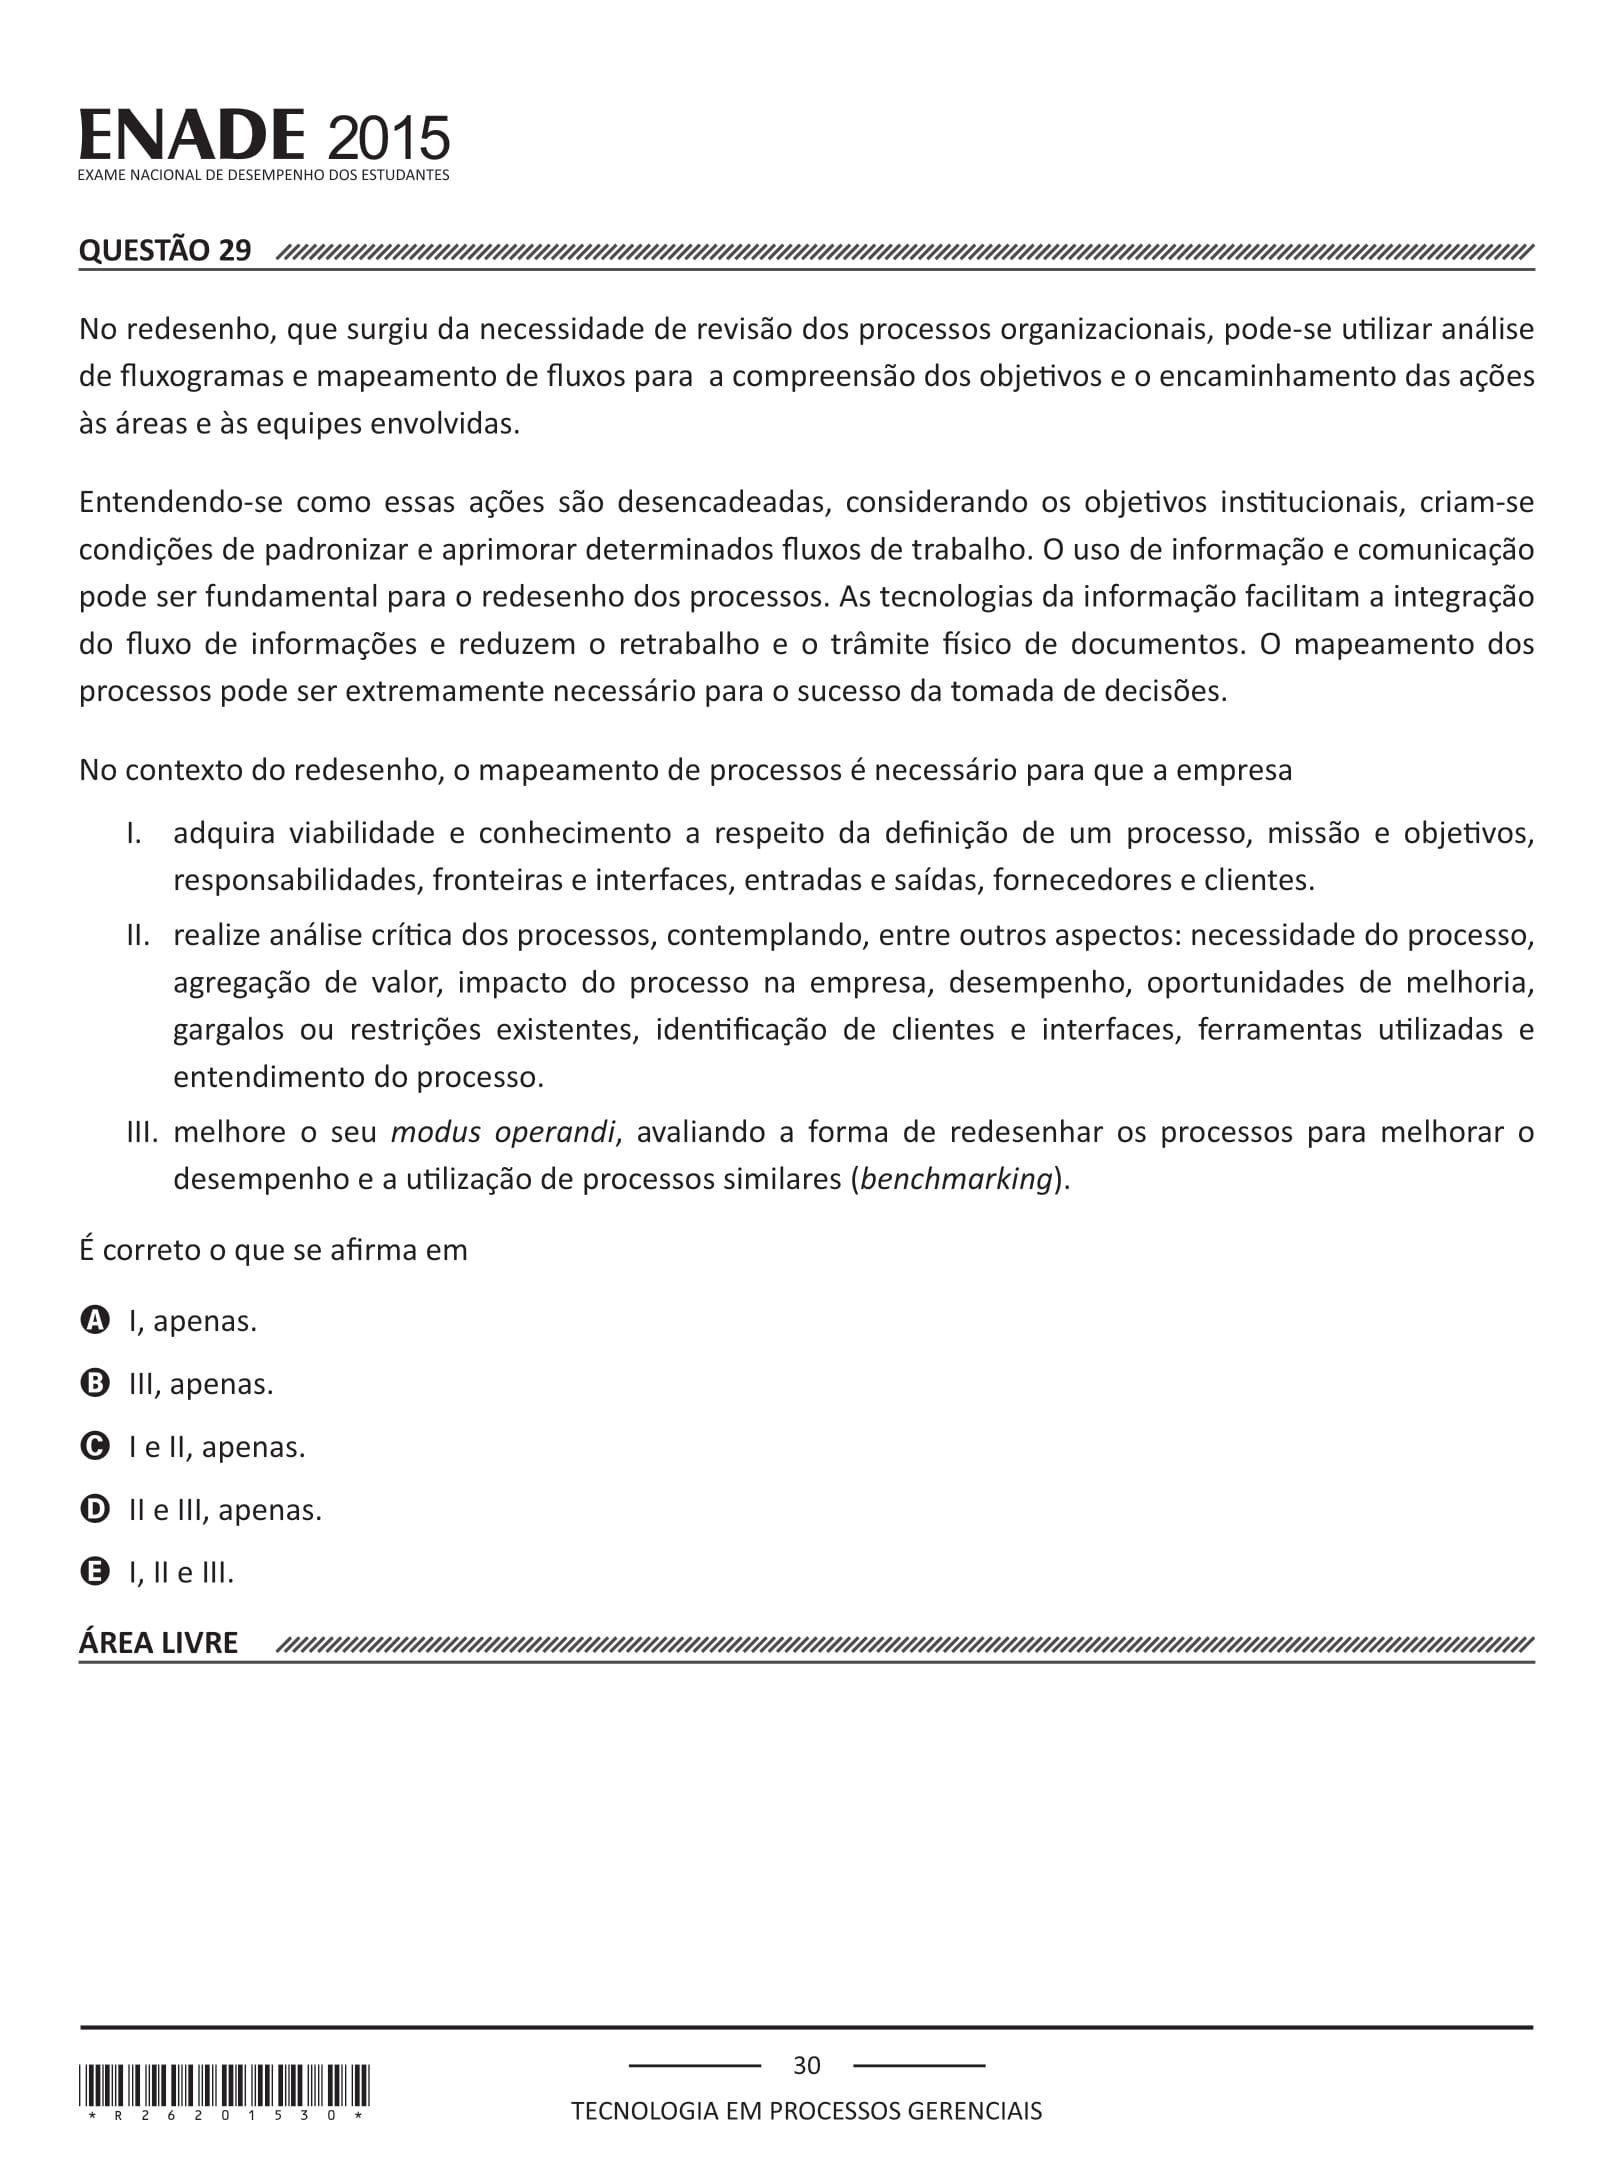 ENADE 2015
EXAME NACIONAL DE DESEMPENHO DOS ESTUDANTES
QUESTÃO 29
No redesenho, que surgiu da necessidade de revisão dos processos organizacionais, pode-se utilizar análise
de fluxogramas e mapeamento de fluxos para a compreensão dos objetivos e o encaminhamento das ações
às áreas e às equipes envolvidas.
Entendendo-se como essas ações são desencadeadas, considerando os objetivos institucionais, criam-se
condições de padronizar e aprimorar determinados fluxos de trabalho. O uso de informação e comunicação
pode ser fundamental para o redesenho dos processos. As tecnologias da informação facilitam a integração
do fluxo de informações e reduzem o retrabalho e o trâmite físico de documentos. O mapeamento dos
processos pode ser extremamente necessário para o sucesso da tomada de decisões.
No contexto do redesenho, o mapeamento de processos é necessário para que a empresa
I. adquira viabilidade e conhecimento a respeito da definição de um processo, missão e objetivos,
responsabilidades, fronteiras e interfaces, entradas e saídas, fornecedores e clientes.
II. realize análise crítica dos processos, contemplando, entre outros aspectos: necessidade do processo,
agregação de valor, impacto do processo na empresa, desempenho, oportunidades de melhoria,
gargalos ou restrições existentes, identificação de clientes e interfaces, ferramentas utilizadas e
entendimento do processo.
III. melhore o seu modus operandi, avaliando a forma de redesenhar os processos para melhorar o
desempenho e a utilização de processos similares (benchmarking).
É correto o que se afirma em
A I, apenas.
B III, apenas.
C I e II, apenas.
D II e III, apenas.
E I, II e III.
ÁREA LIVRE
30
TECNOLOGIA EM PROCESSOS GERENCIAIS
*R26201530*